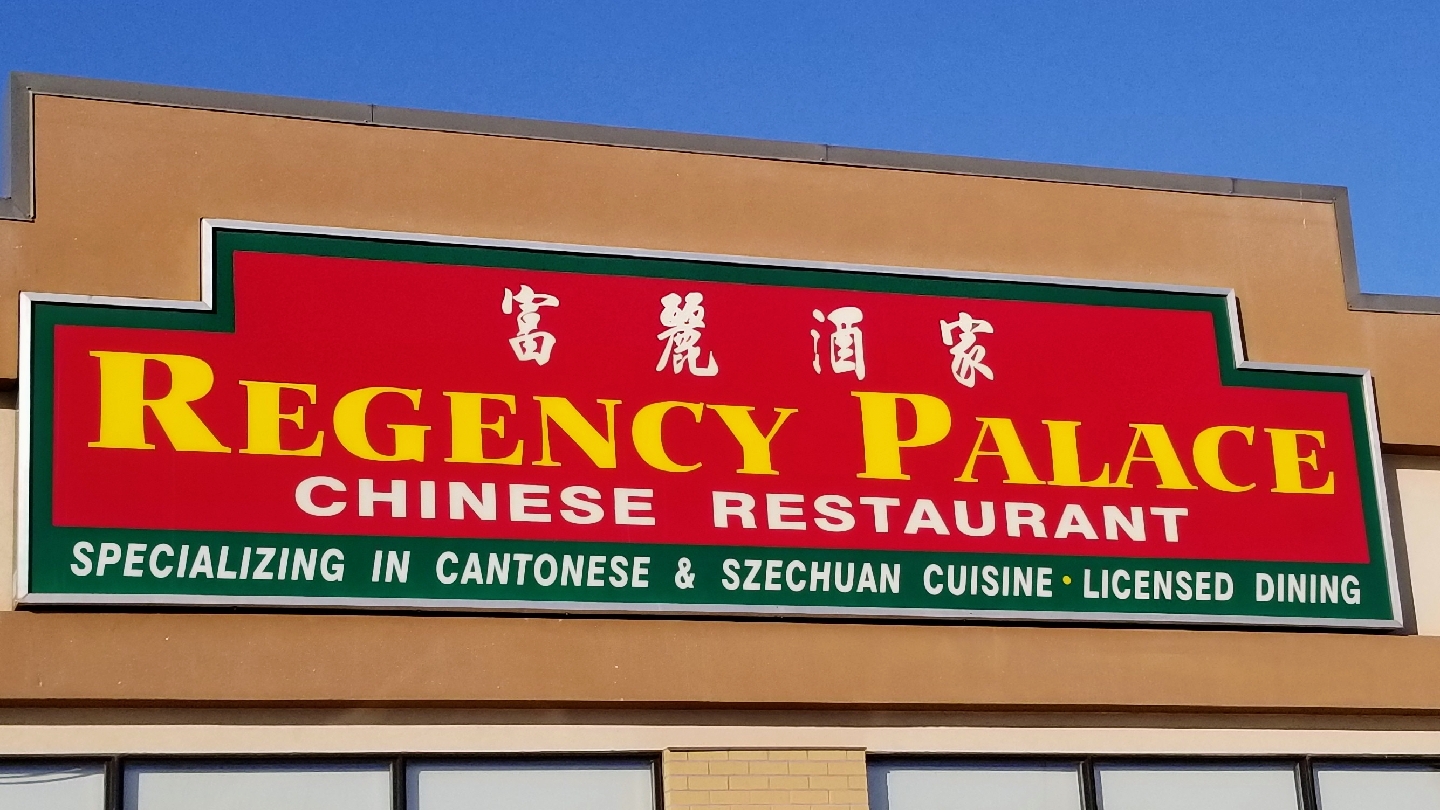 富麗酒家
REGENCY PALACE
CHINESE RESTAURANT
SPECIALIZING IN CANTONESE & SZECHUAN CUISINE • LICENSED DINING